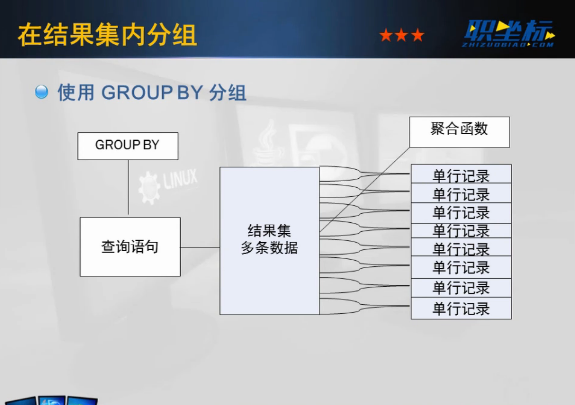 在结果集内分组
★★★
职坐标
ZHIZUOBIAO.COM
使用 GROUP BY 分组
聚合函数
GROUP BY
LINUX
查询语句
结果集
多条数据
单行记录
单行记录
单行记录
单行记录
单行记录
单行记录
单行记录
单行记录